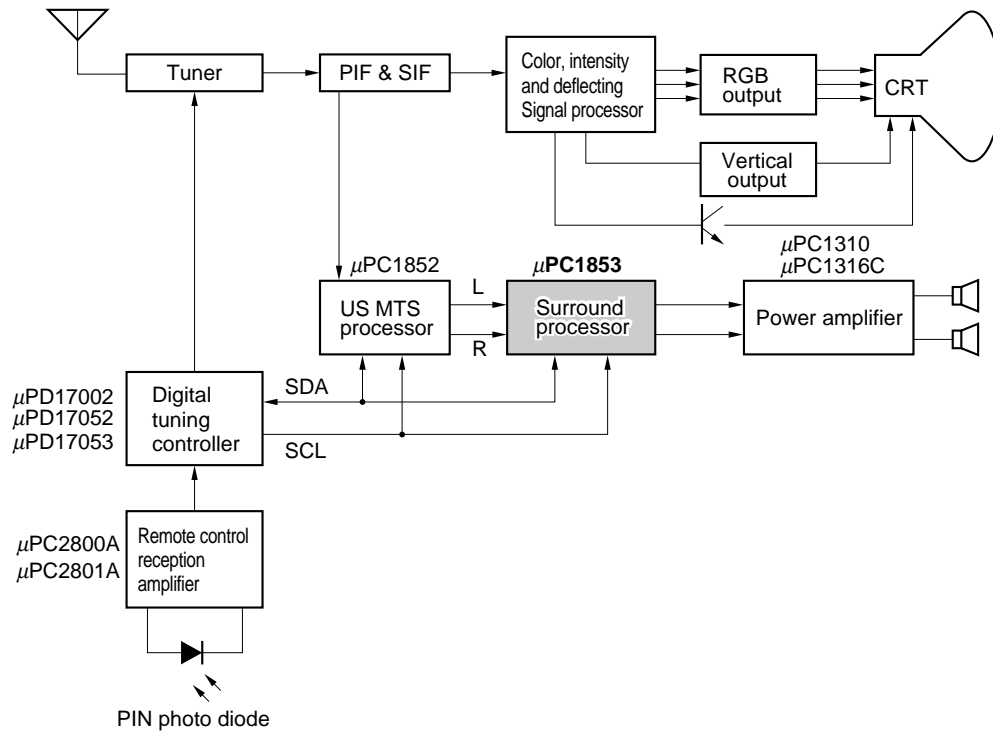 Tuner
PIF & SIF
Color, intensity
and deflecting
Signal processor
RGB
output
CRT
Vertical
output
μPC1310
μPC1316C
μPC1852
μPC1853
L
R
US MTS
processor
Surround
processor
Power amplifier
μPD17002
μPD17052
μPD17053
Digital
tuning
controller
SDA
SCL
μPC2800A
μPC2801A
Remote control
reception
amplifier
PIN photo diode